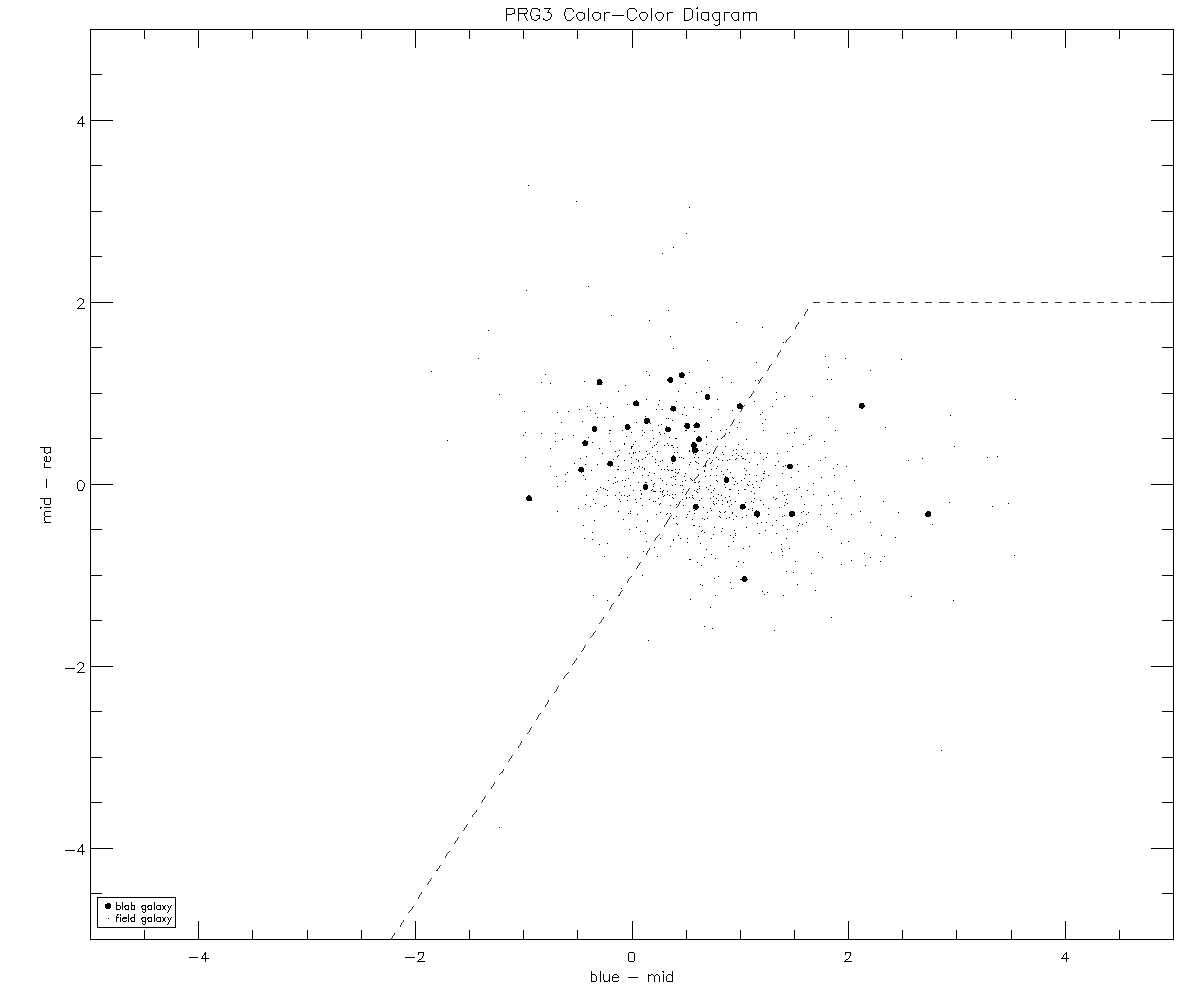 PRG3 Color-Color Diagram
4
2
0
-2
-4
mid - red
blab galaxy
field galaxy
-4 -2 0 2 4
blue - mid